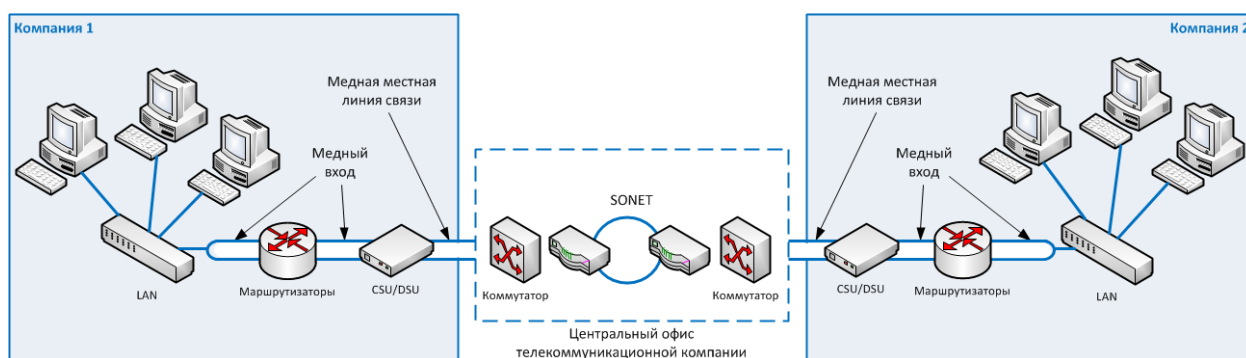 Компания 1
Компания 2
Медная местная
линия связи
Медный
вход
LAN
Маршрутизаторы
CSU/DSU
SONET
Коммутатор
Коммутатор
Центральный офис
телекоммуникационной компании
Медная местная
линия связи
Медный
вход
CSU/DSU
Маршрутизаторы
LAN